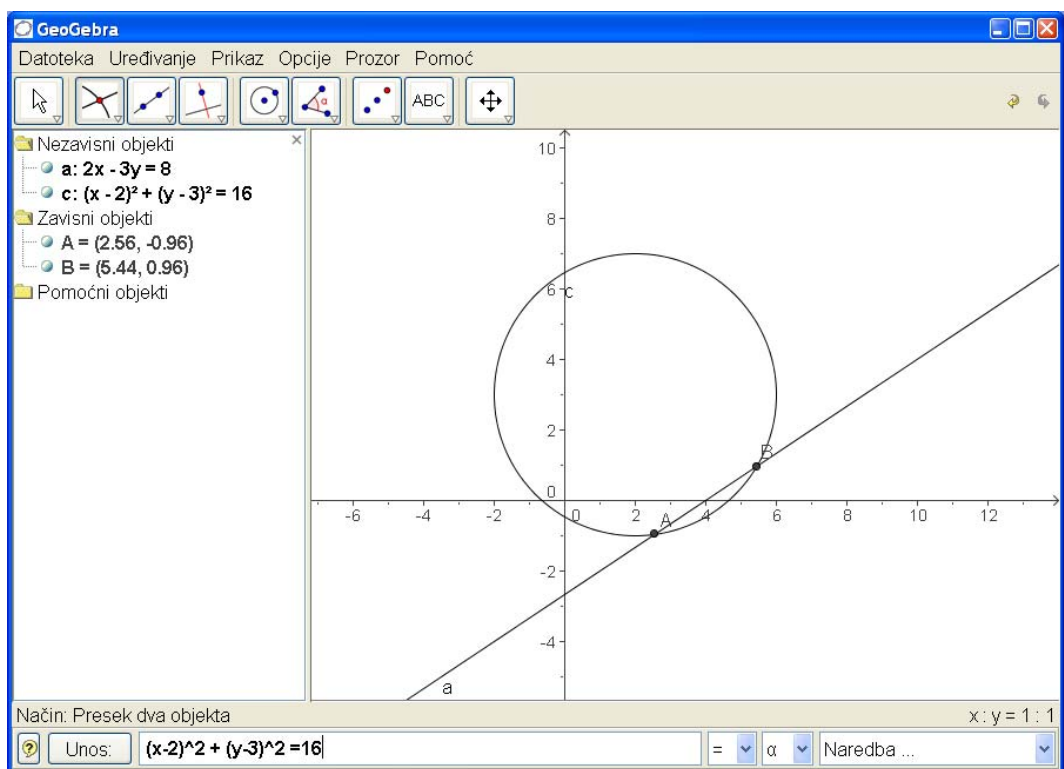 GeoGebra
Datoteka Uređivanje Prikaz Opcije Prozor Pomoć
α
ABC
Nezavisni objekti
a: 2x - 3y = 8
c: (x - 2)² + (y - 3)² = 16
Zavisni objekti
A = (2.56, -0.96)
B = (5.44, 0.96)
Pomoćni objekti
10
8
6
c
4
2
B
0
-6 -4 -2 0 2 A 4 6 8 10 12
-2
-4
a
Način: Presek dva objekta
x : y = 1 : 1
? Unos: (x-2)^2 + (y-3)^2 =16 = α Naredba ...